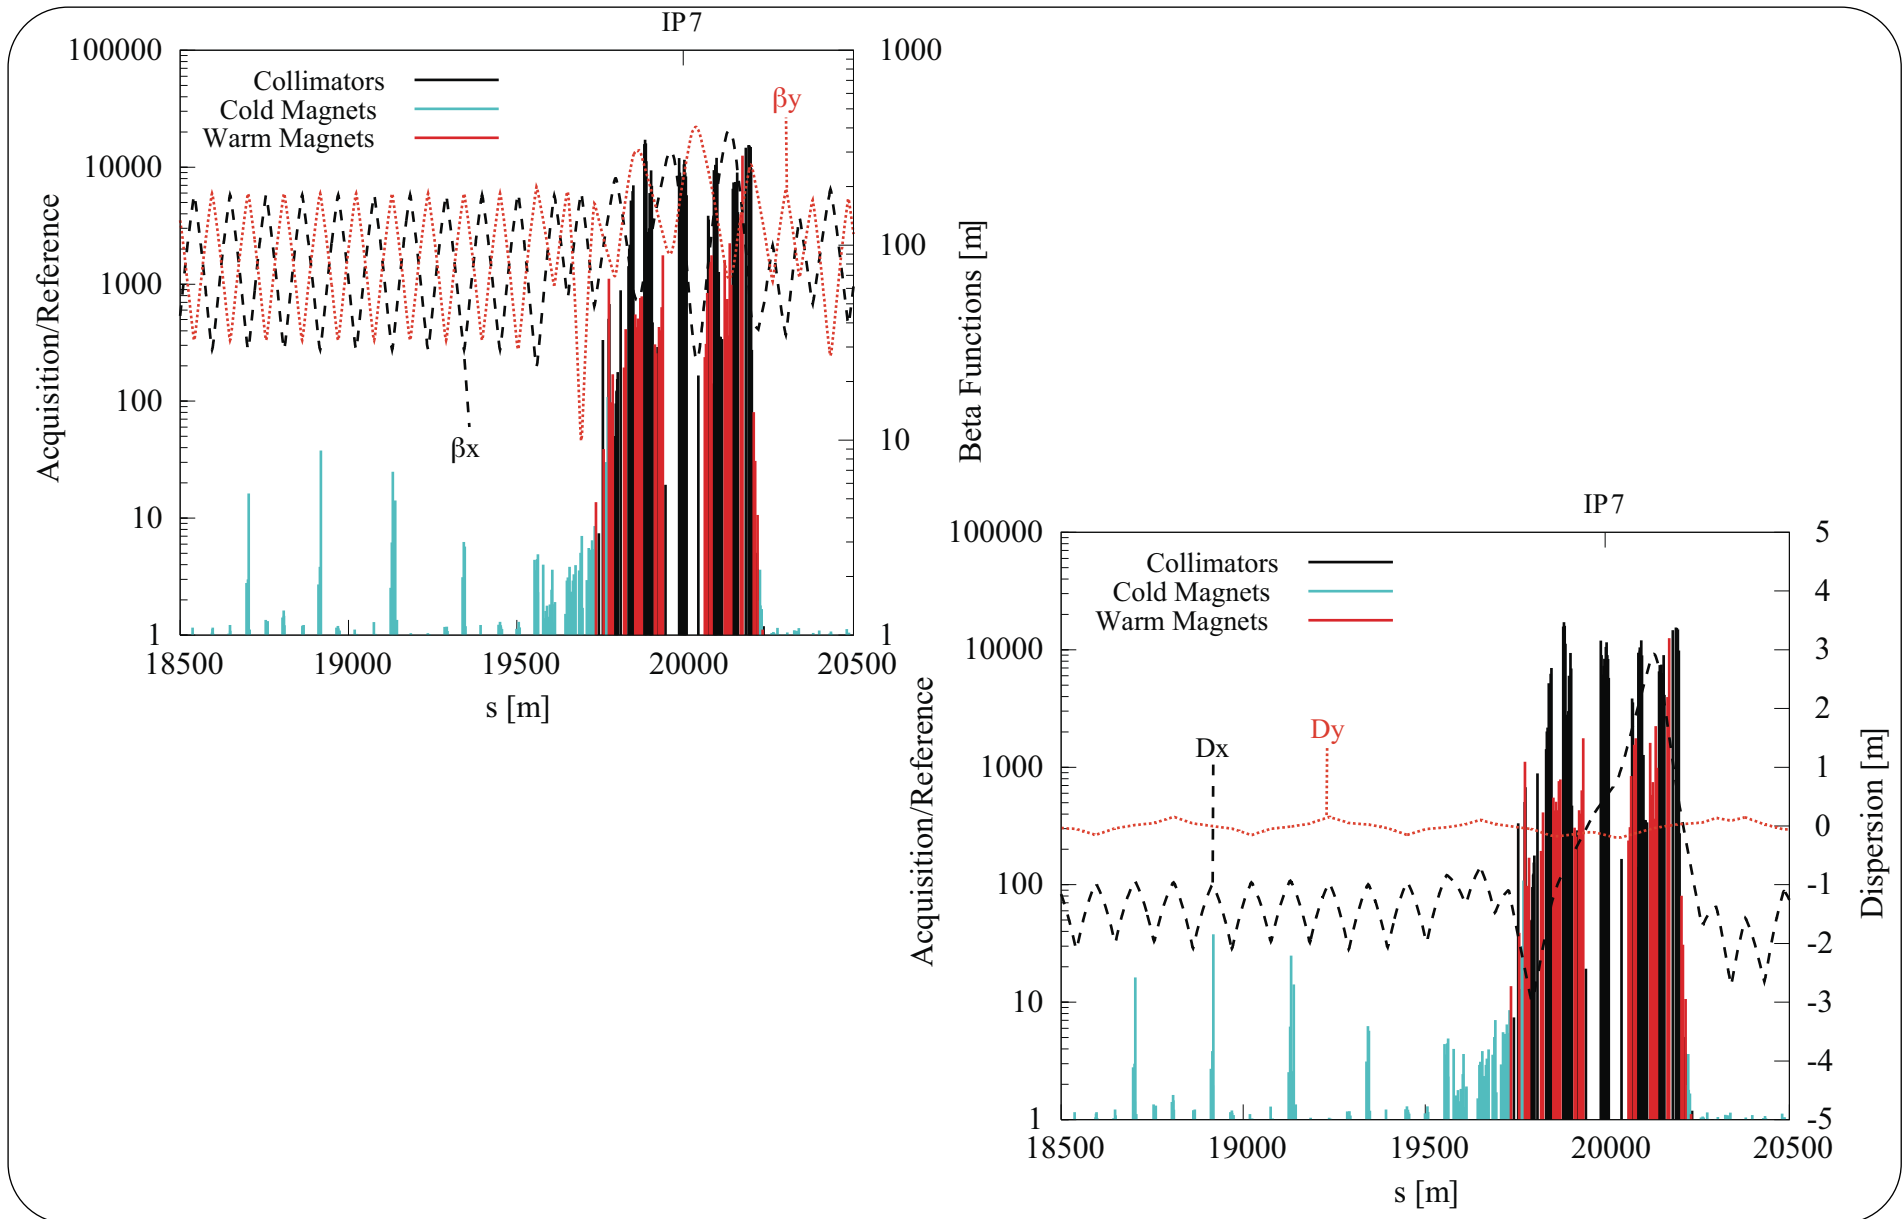 IP7
100000
10000
1000
100
10
1
Acquisition/Reference
Collimators
Cold Magnets
Warm Magnets
βy
βx
1000
100
10
1
Beta Functions [m]
18500 19000 19500 20000 20500
s [m]
IP7
100000
10000
1000
100
10
1
Acquisition/Reference
Collimators
Cold Magnets
Warm Magnets
Dx
Dy
5
4
3
2
1
0
-1
-2
-3
-4
-5
Dispersion [m]
18500 19000 19500 20000 20500
s [m]